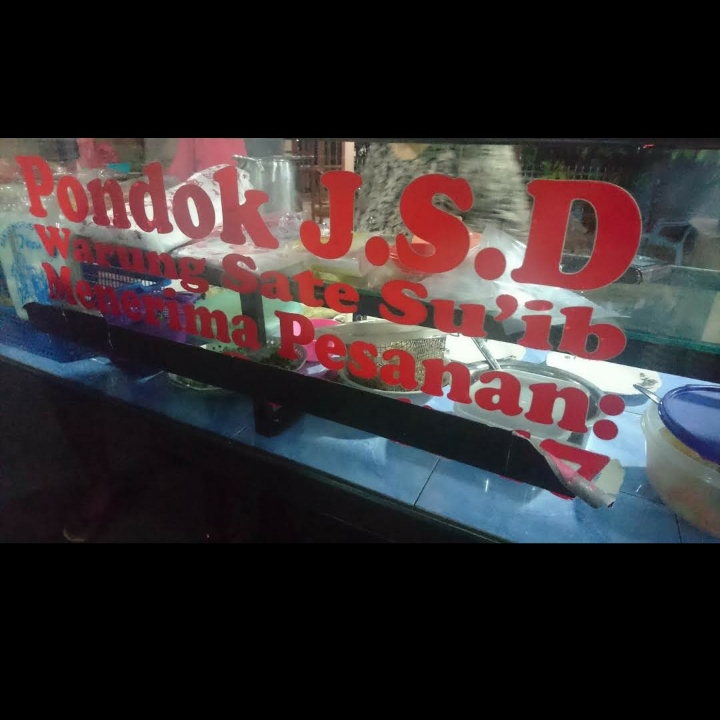 Pondok J.S.D
Warung Sate Su'ib
Menerima Pesanan: